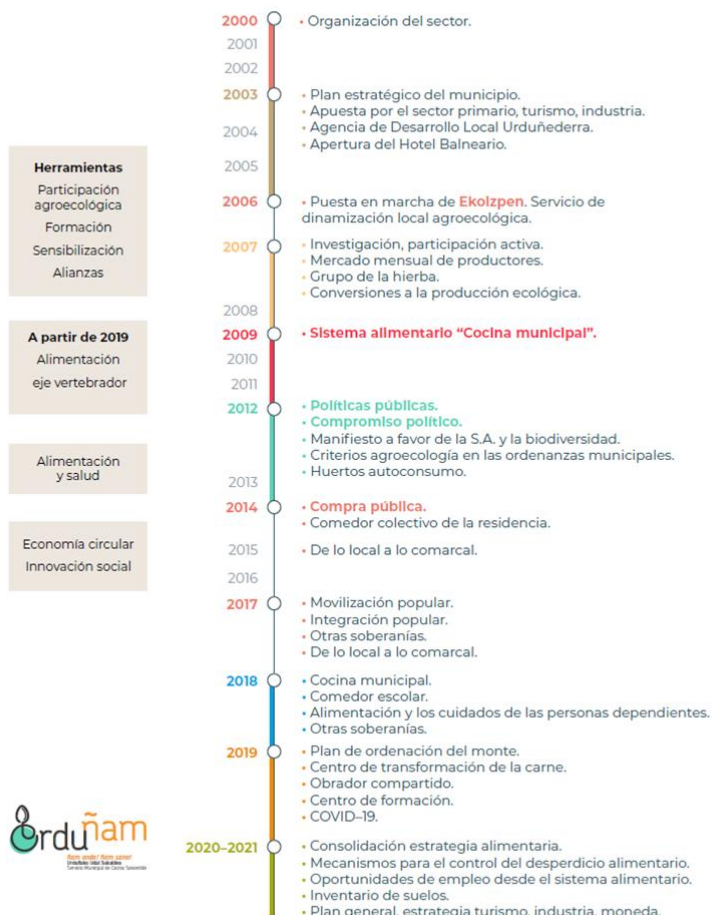 2000
• Organización del sector.
2001
2002
2003
• Plan estratégico del municipio.
• Apuesta por el sector primario, turismo, industria.
• Agencia de Desarrollo Local Urduñederra.
• Apertura del Hotel Balneario.
2004
2005
Herramientas
Participación
agroecológica
Formación
Sensibilización
Alianzas
2006
• Puesta en marcha de Ekolzpen. Servicio de
dinamización local agroecológica.
2007
• Investigación, participación activa.
• Mercado mensual de productores.
• Grupo de la hierba.
• Conversiones a la producción ecológica.
2008
2009
• Sistema alimentario “Cocina municipal”.
A partir de 2019
Alimentación
eje vertebrador
2010
2011
2012
• Políticas públicas.
• Compromiso político.
• Manifiesto a favor de la S.A. y la biodiversidad.
• Criterios agroecología en las ordenanzas municipales.
• Huertos autoconsumo.
Alimentación
y salud
2013
2014
• Compra pública.
• Comedor colectivo de la residencia.
Economía circular
Innovación social
2015
• De lo local a lo comarcal.
2016
2017
• Movilización popular.
• Integración popular.
• Otras soberanías.
• De lo local a lo comarcal.
2018
• Cocina municipal.
• Comedor escolar.
• Alimentación y los cuidados de las personas dependientes.
• Otras soberanías.
2019
• Plan de ordenación del monte.
• Centro de transformación de la carne.
• Obrador compartido.
• Centro de formación.
• COVID–19.
Orduñam
2020–2021
• Consolidación estrategia alimentaria.
• Mecanismos para el control del desperdicio alimentario.
• Oportunidades de empleo desde el sistema alimentario.
• Inventario de suelos.
• Plan general, estrategia turismo, industria, moneda.